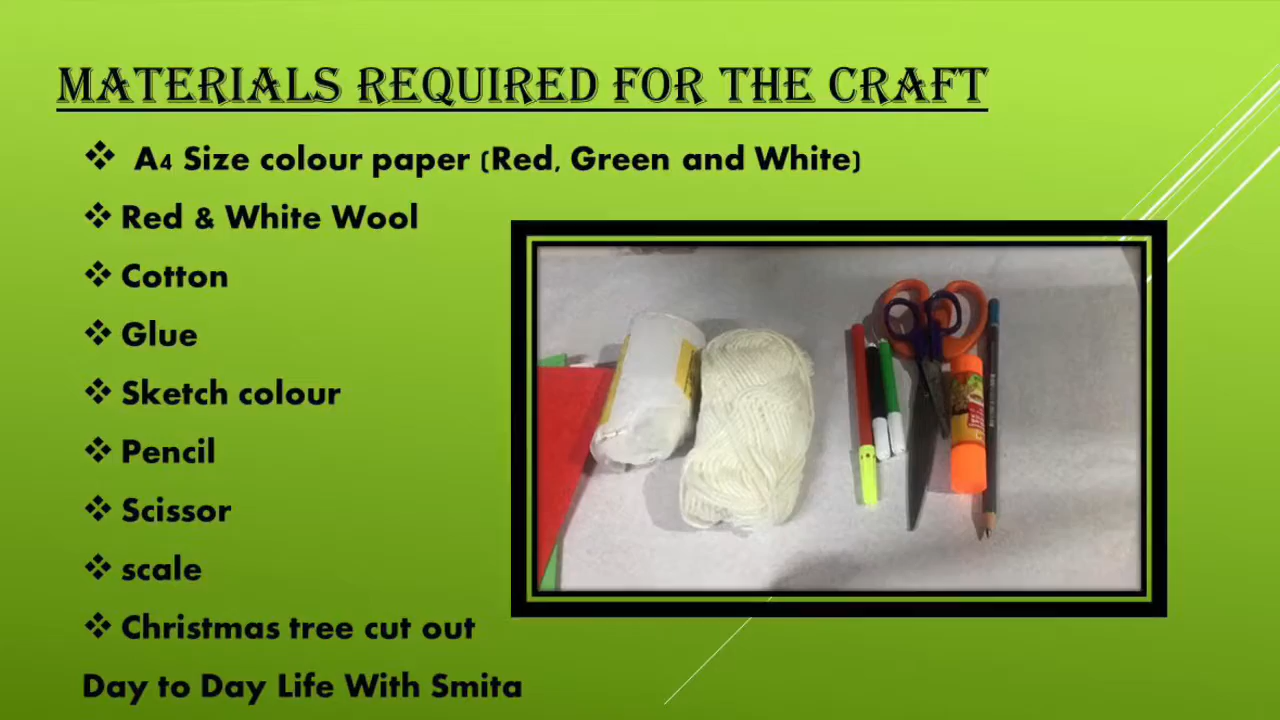 MATERIALS REQUIRED FOR THE CRAFT
❖ A4 Size colour paper (Red, Green and White)
❖ Red & White Wool
❖ Cotton
❖ Glue
❖ Sketch colour
❖ Pencil
❖ Scissor
❖ scale
❖ Christmas tree cut out
Day to Day Life With Smita